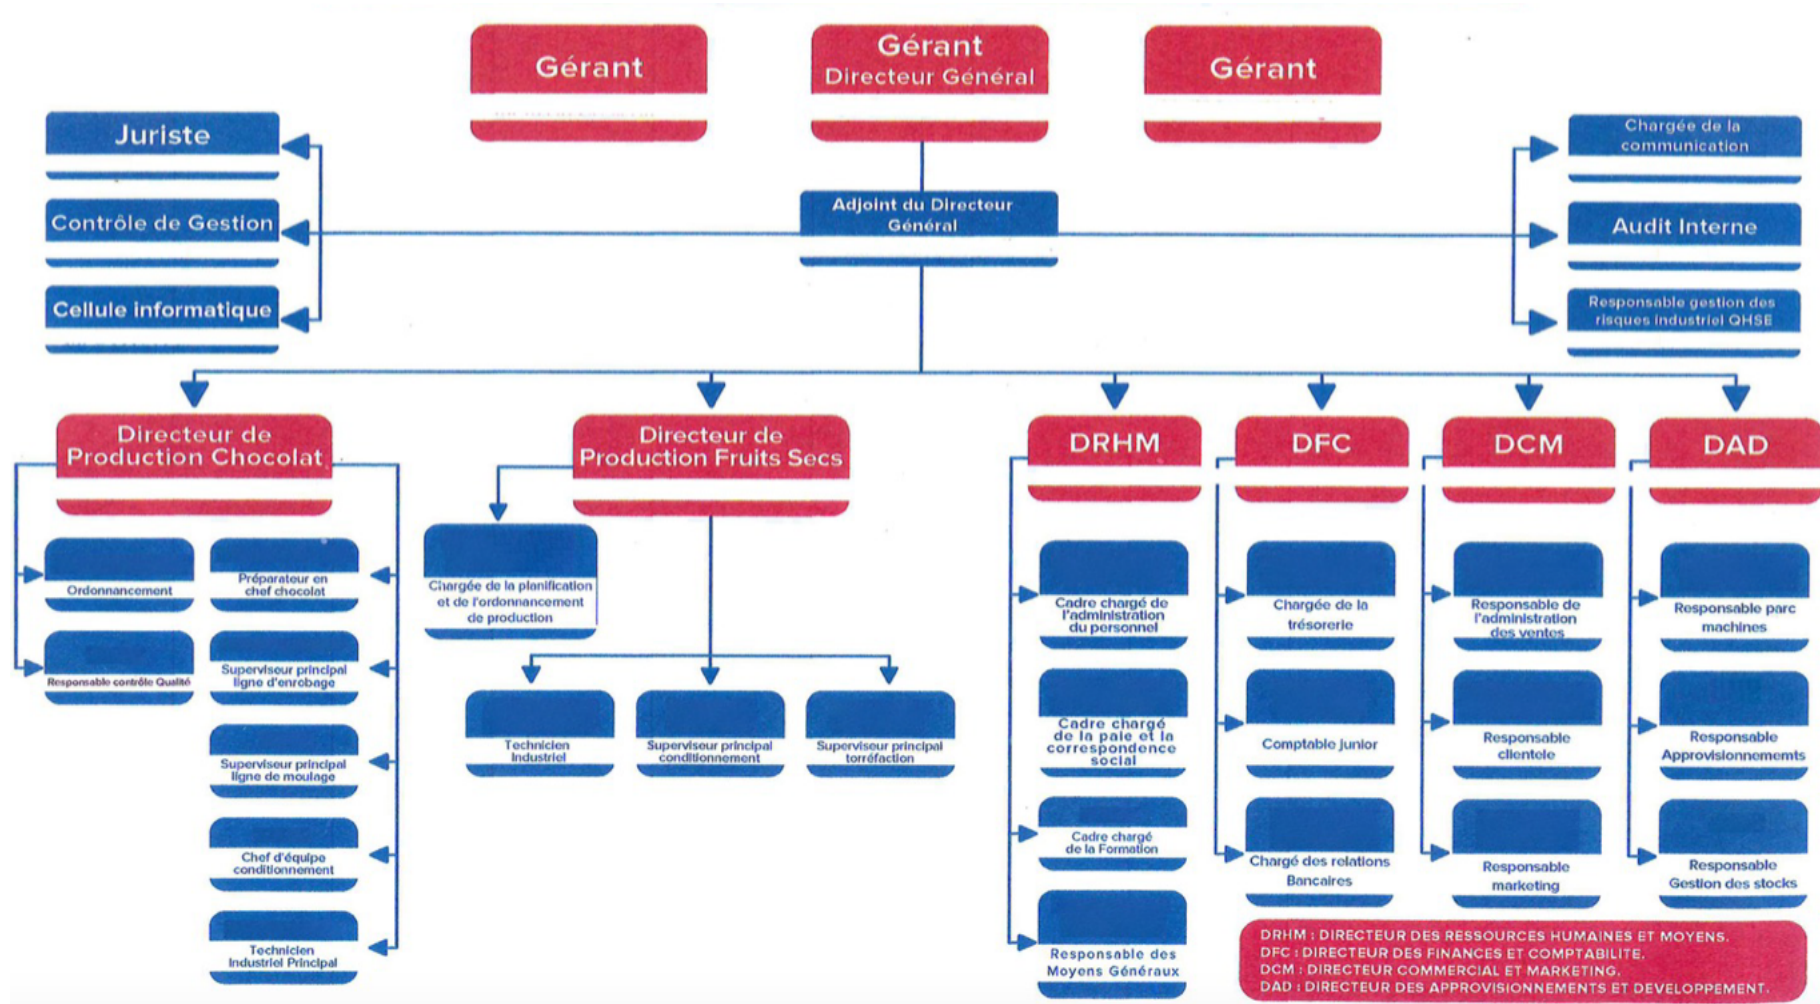 Gérant
Gérant
Directeur Général
Gérant
Juriste
Contrôle de Gestion
Cellule informatique
Adjoint du Directeur
Général
Chargée de la
communication
Audit Interne
Responsable gestion des
risques industriel QHSE
Directeur de
Production Chocolat
Ordonnancement
Responsable contrôle Qualité
Préparateur en
chef chocolat
Superviseur principal
ligne d'enrobage
Superviseur principal
ligne de moulage
Chef d'équipe
conditionnement
Technicien
Industriel Principal
Directeur de
Production Fruits Secs
Chargée de la planification
et de l'ordonnancement
de production
Technicien
Industriel
Superviseur principal
conditionnement
Superviseur principal
torréfaction
DRHM
Cadre chargé de
l'administration
du personnel
Cadre chargé
de la paie et la
correspondence
social
Cadre chargé
de la Formation
Responsable des
Moyens Généraux
DFC
Chargée de la
trésorerie
Comptable junior
Chargé des relations
Bancaires
DCM
Responsable de
l'administration
des ventes
Responsable
clientele
Responsable
marketing
DAD
Responsable parc
machines
Responsable
Approvisionnememts
Responsable
Gestion des stocks
DRHM : DIRECTEUR DES RESSOURCES HUMAINES ET MOYENS.
DFC : DIRECTEUR DES FINANCES ET COMPTABILITE.
DCM : DIRECTEUR COMMERCIAL ET MARKETING.
DAD : DIRECTEUR DES APPROVISIONNEMENTS ET DEVELOPPEMENT.